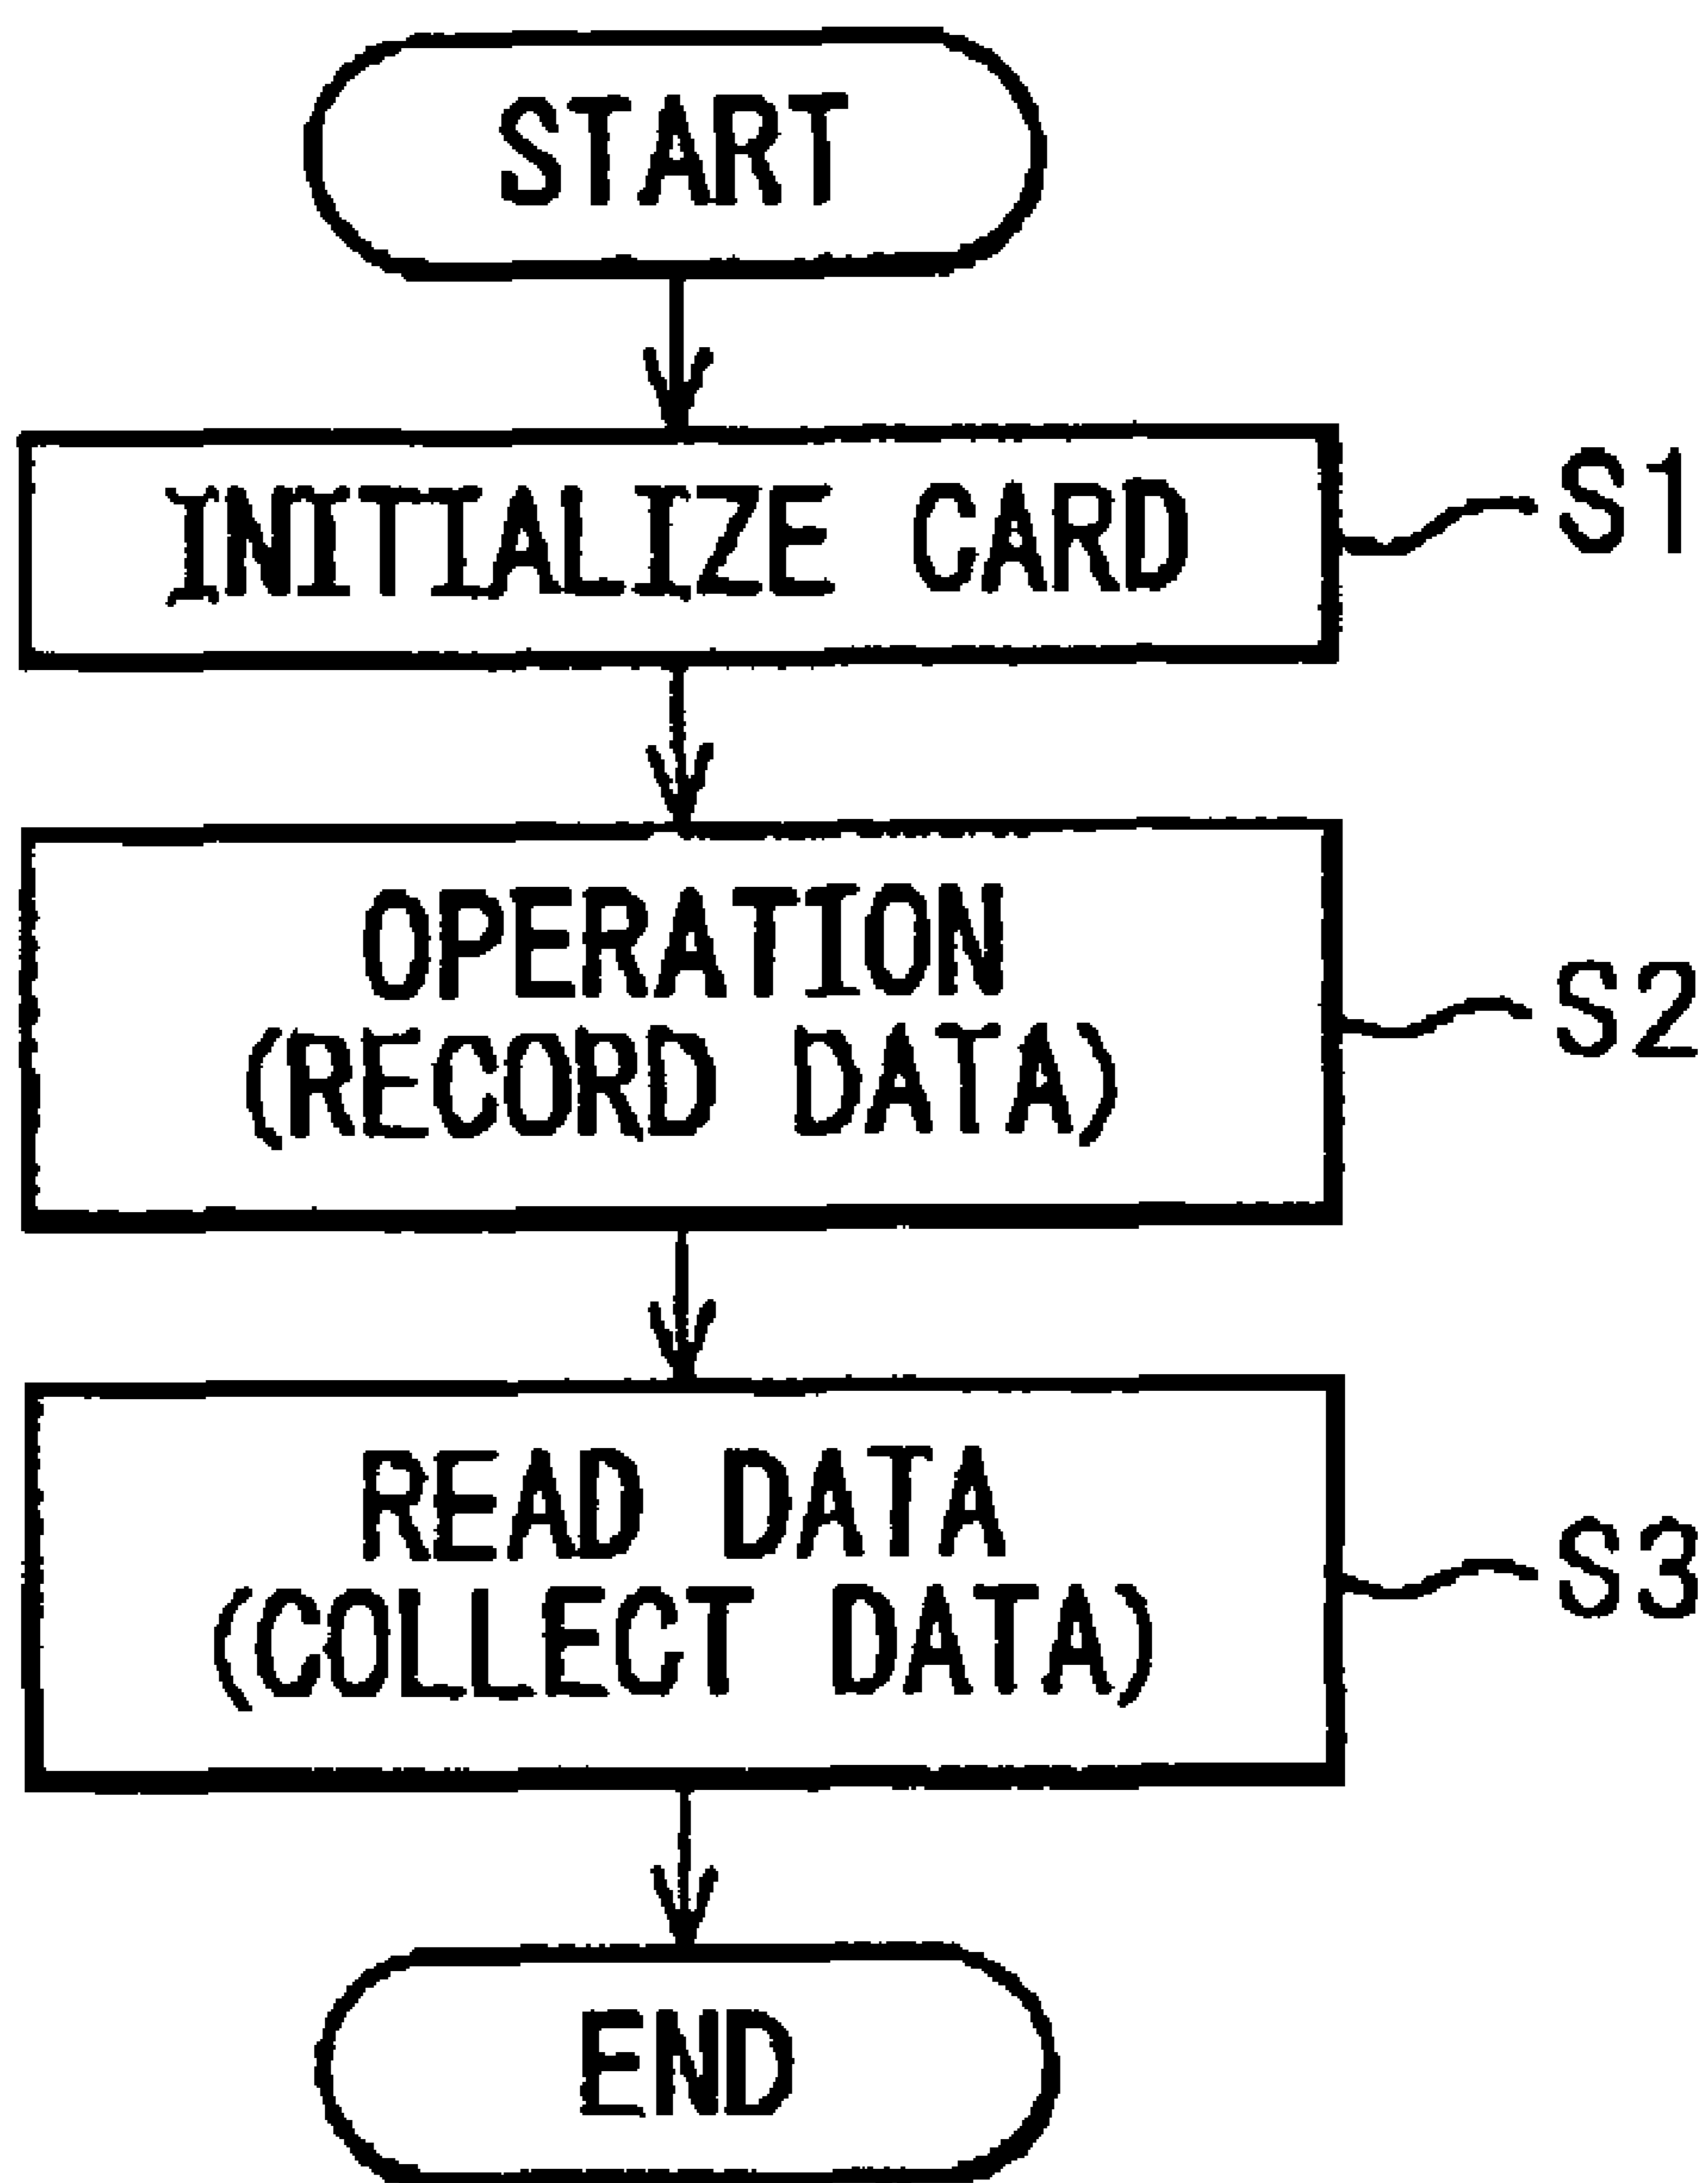 START
INITIALIZE CARD
S1
OPERATION
(RECORD DATA)
S2
READ DATA
(COLLECT DATA)
S3
END